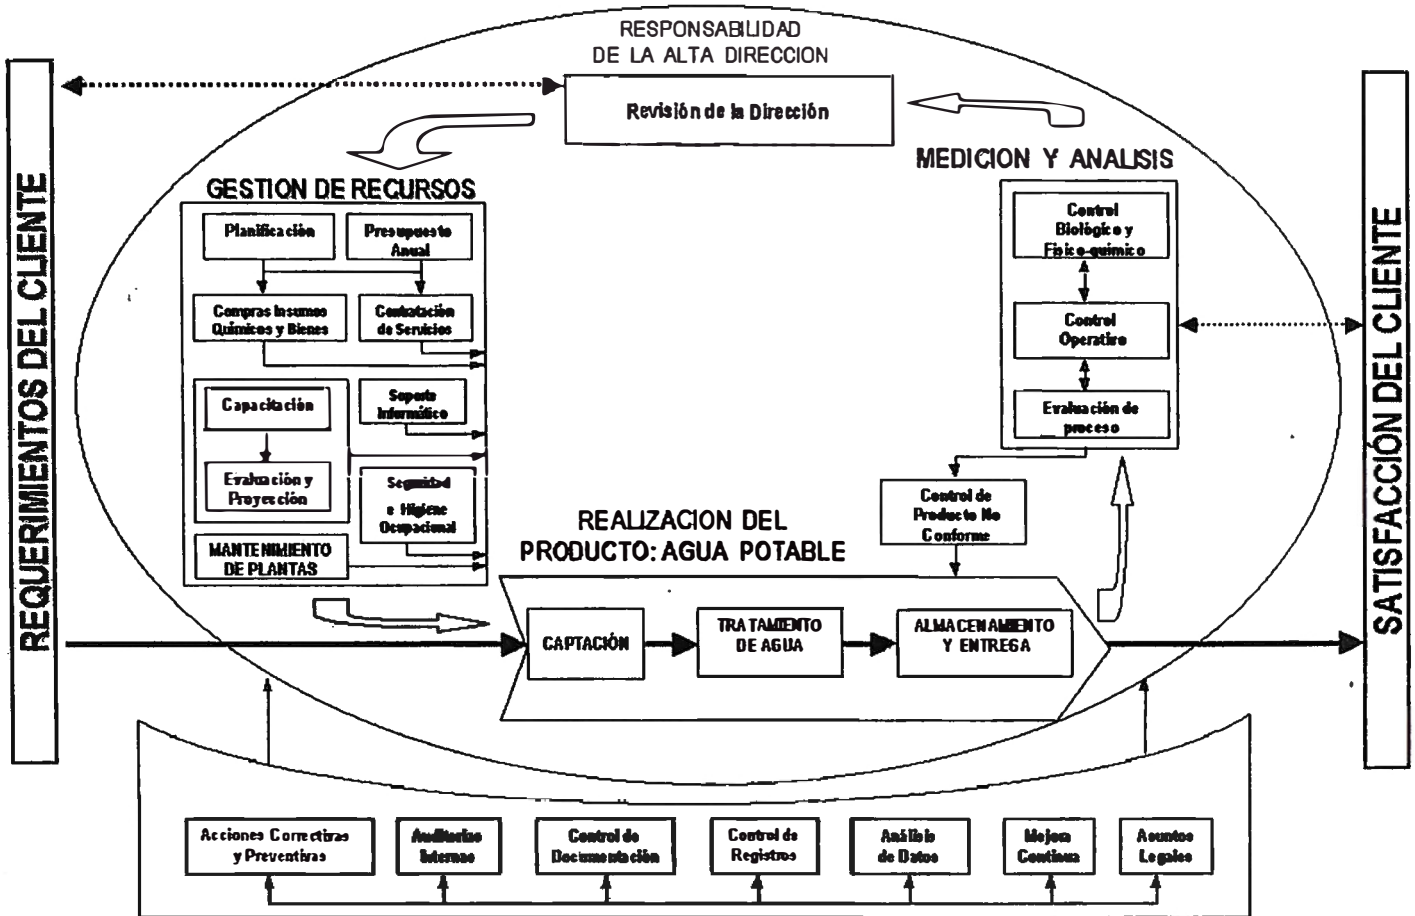 RESPONSABILIDAD
DE LA ALTA DIRECCION
Revisión de la Dirección
REQUERIMIENTOS DEL CLIENTE
GESTION DE RECURSOS
Planificación
Presupuesto
Anual
Compras Insumos
Químicos y Bienes
Contratación
de Servicios
Capacitación
Soporte
Informático
Evaluación y
Proyección
Seguridad
e Higiene
Ocupacional
MANTENIMIENTO
DE PLANTAS
MEDICION Y ANALISIS
Control
Biológico y
Físico-químico
Control
Operativo
Evaluación de
proceso
Control de
Producto No
Conforme
SATISFACCIÓN DEL CLIENTE
REALIZACION DEL
PRODUCTO: AGUA POTABLE
CAPTACIÓN
TRATAMIENTO
DE AGUA
ALMACENAMIENTO
Y ENTREGA
Acciones Correctivas
y Preventivas
Auditorías
Internas
Control de
Documentación
Control de
Registros
Análisis
de Datos
Mejora
Continua
Asuntos
Legales